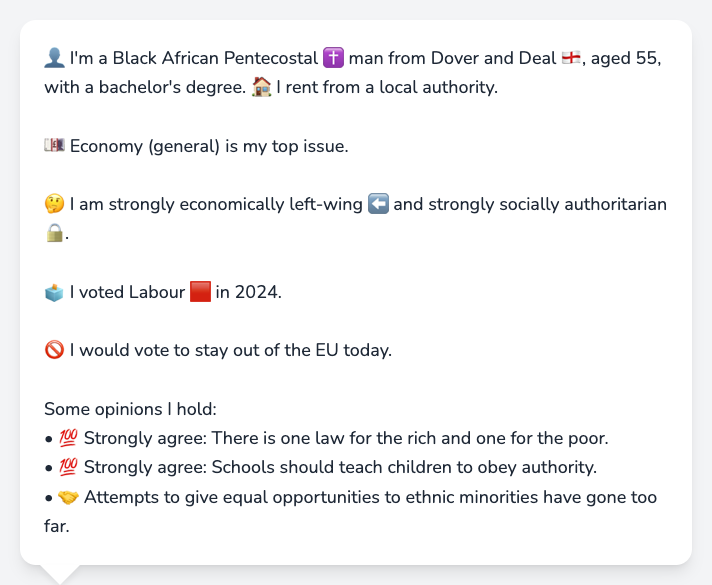 👤 I'm a Black African Pentecostal ✝️ man from Dover and Deal 🏴󠁧󠁢󠁥󠁮󠁧󠁿, aged 55,
with a bachelor's degree. 🏠 I rent from a local authority.
💷 Economy (general) is my top issue.
🤔 I am strongly economically left-wing ⬅️ and strongly socially authoritarian
🔒.
🗳️ I voted Labour 🟥 in 2024.
🚫 I would vote to stay out of the EU today.
Some opinions I hold:
• 💯 Strongly agree: There is one law for the rich and one for the poor.
• 💯 Strongly agree: Schools should teach children to obey authority.
• 🤝 Attempts to give equal opportunities to ethnic minorities have gone too
far.